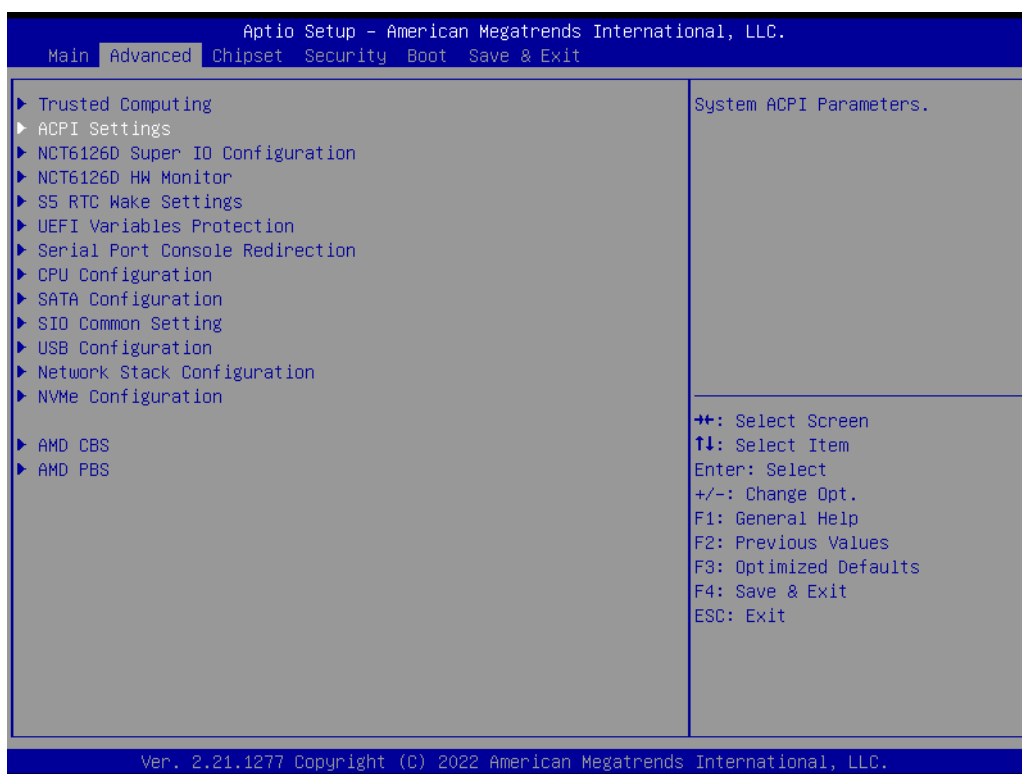 Aptio Setup – American Megatrends International, LLC.
Main Advanced Chipset Security Boot Save & Exit
▶ Trusted Computing
▶ ACPI Settings
▶ NCT6126D Super IO Configuration
▶ NCT6126D HW Monitor
▶ S5 RTC Wake Settings
▶ UEFI Variables Protection
▶ Serial Port Console Redirection
▶ CPU Configuration
▶ SATA Configuration
▶ SIO Common Setting
▶ USB Configuration
▶ Network Stack Configuration
▶ NVMe Configuration
▶ AMD CBS
▶ AMD PBS
System ACPI Parameters.
→←: Select Screen
↑↓: Select Item
Enter: Select
+/-: Change Opt.
F1: General Help
F2: Previous Values
F3: Optimized Defaults
F4: Save & Exit
ESC: Exit
Ver. 2.21.1277 Copyright (C) 2022 American Megatrends International, LLC.